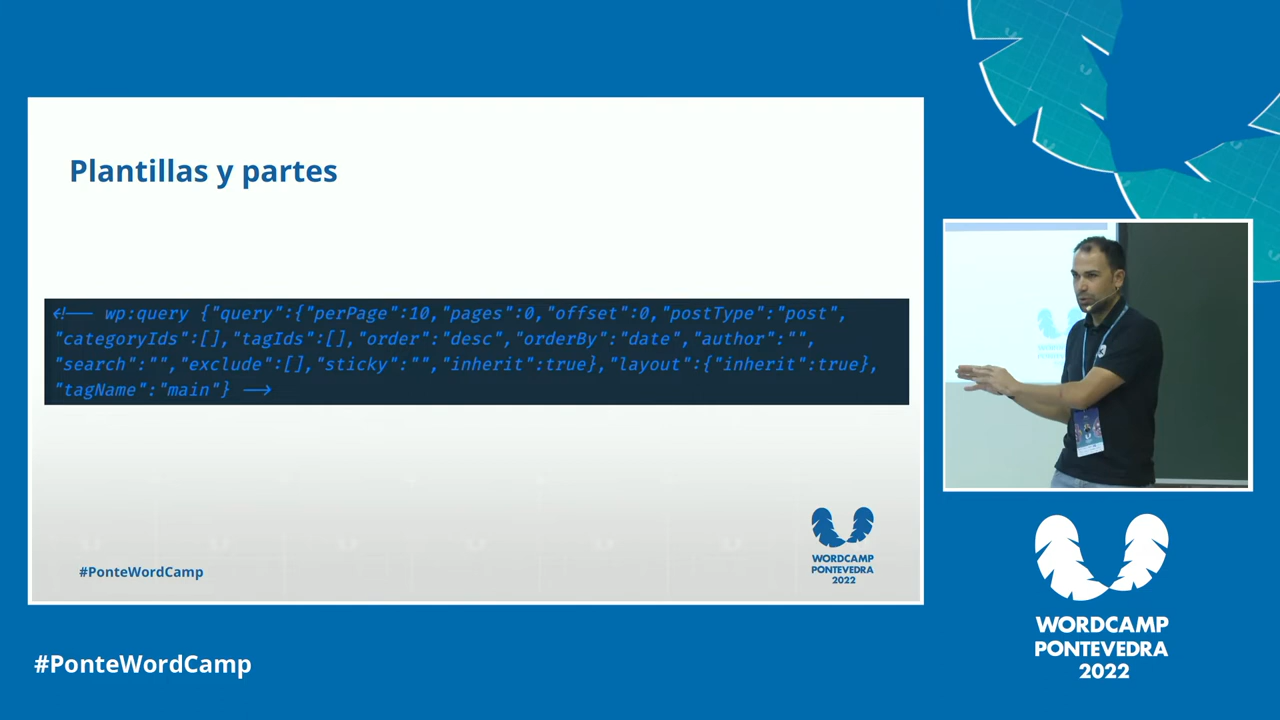 Plantillas y partes
<!-- wp:query {"query":{"perPage":10,"pages":0,"offset":0,"postType":"post",
"categoryIds":[],"tagIds":[],"order":"desc","orderBy":"date","author":"",
"search":"","exclude":[],"sticky":"","inherit":true},"layout":{"inherit":true},
"tagName":"main"} -->
#PonteWordCamp
WORDCAMP
PONTEVEDRA
2022
#PonteWordCamp
WORDCAMP
PONTEVEDRA
2022